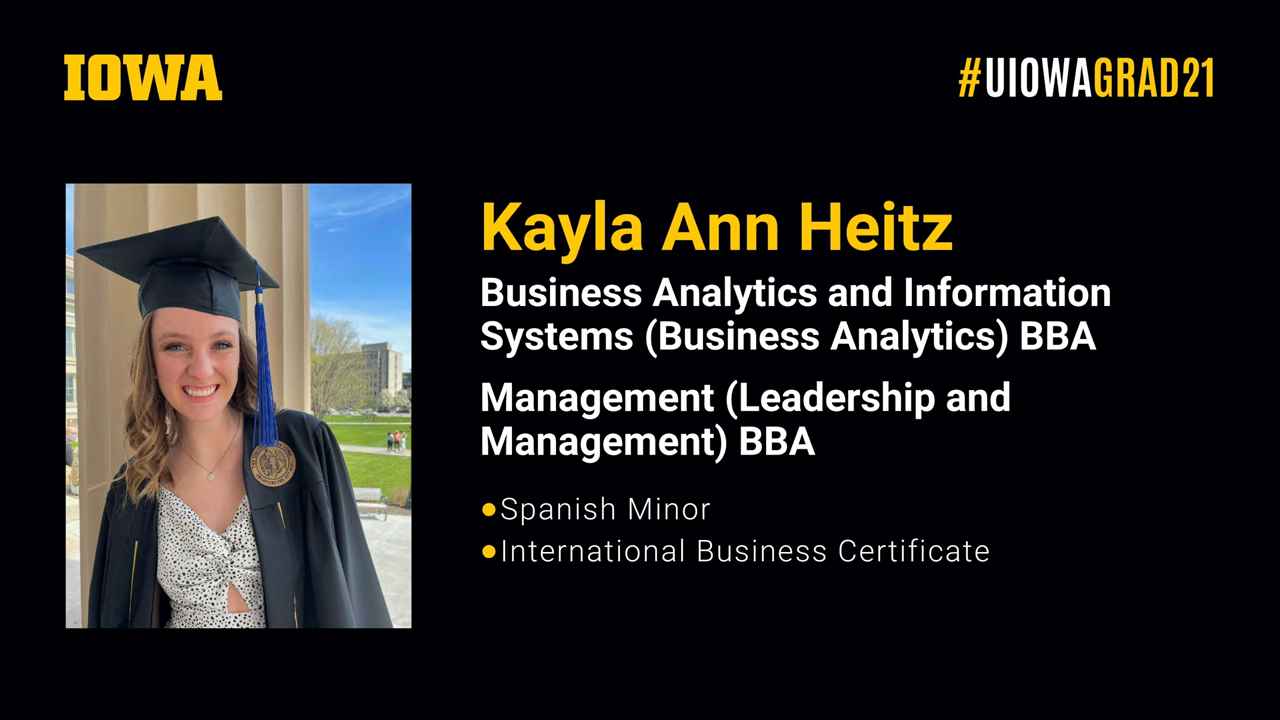 IOWA
#UIOWAGRAD21
Kayla Ann Heitz
Business Analytics and Information
Systems (Business Analytics) BBA
Management (Leadership and
Management) BBA
•Spanish Minor
•International Business Certificate